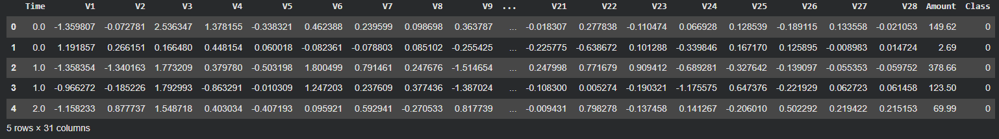 Time V1 V2 V3 V4 V5 V6 V7 V8 V9 ... V21 V22 V23 V24 V25 V26 V27 V28 Amount Class
0 0.0 -1.359807 -0.072781 2.536347 1.378155 -0.338321 0.462388 0.239599 0.098698 0.363787 ... -0.018307 0.277838 -0.110474 0.066928 0.128539 -0.189115 0.133558 -0.021053 149.62 0
1 0.0 1.191857 0.266151 0.166480 0.448154 0.060018 -0.082361 -0.078803 0.085102 -0.255425 ... -0.225775 -0.638672 0.101288 -0.339846 0.167170 0.125895 -0.008983 0.014724 2.69 0
2 1.0 -1.358354 -1.340163 1.773209 0.379780 -0.503198 1.800499 0.791461 0.247676 -1.514654 ... 0.247998 0.771679 0.909412 -0.689281 -0.327642 -0.139097 -0.055353 -0.059752 378.66 0
3 1.0 -0.966272 -0.185226 1.792993 -0.863291 -0.010309 1.247203 0.237609 0.377436 -1.387024 ... -0.108300 0.005274 -0.190321 -1.175575 0.647376 -0.221929 0.062723 0.061458 123.50 0
4 2.0 -1.158233 0.877737 1.548718 0.403034 -0.407193 0.095921 0.592941 -0.270533 0.817739 ... -0.009431 0.798278 -0.137458 0.141267 -0.206010 0.502292 0.219422 0.215153 69.99 0
5 rows × 31 columns